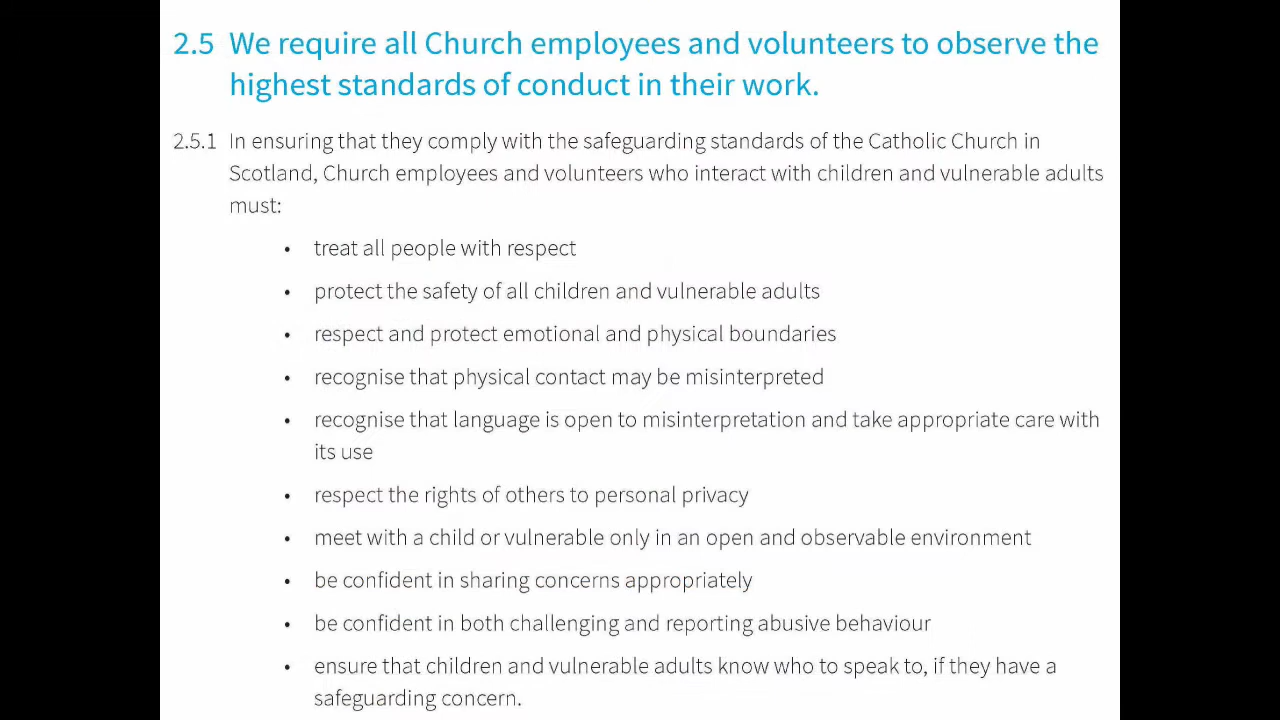 2.5 We require all Church employees and volunteers to observe the
highest standards of conduct in their work.
2.5.1 In ensuring that they comply with the safeguarding standards of the Catholic Church in
Scotland, Church employees and volunteers who interact with children and vulnerable adults
must:
• treat all people with respect
• protect the safety of all children and vulnerable adults
• respect and protect emotional and physical boundaries
• recognise that physical contact may be misinterpreted
• recognise that language is open to misinterpretation and take appropriate care with
its use
• respect the rights of others to personal privacy
• meet with a child or vulnerable only in an open and observable environment
• be confident in sharing concerns appropriately
• be confident in both challenging and reporting abusive behaviour
• ensure that children and vulnerable adults know who to speak to, if they have a
safeguarding concern.